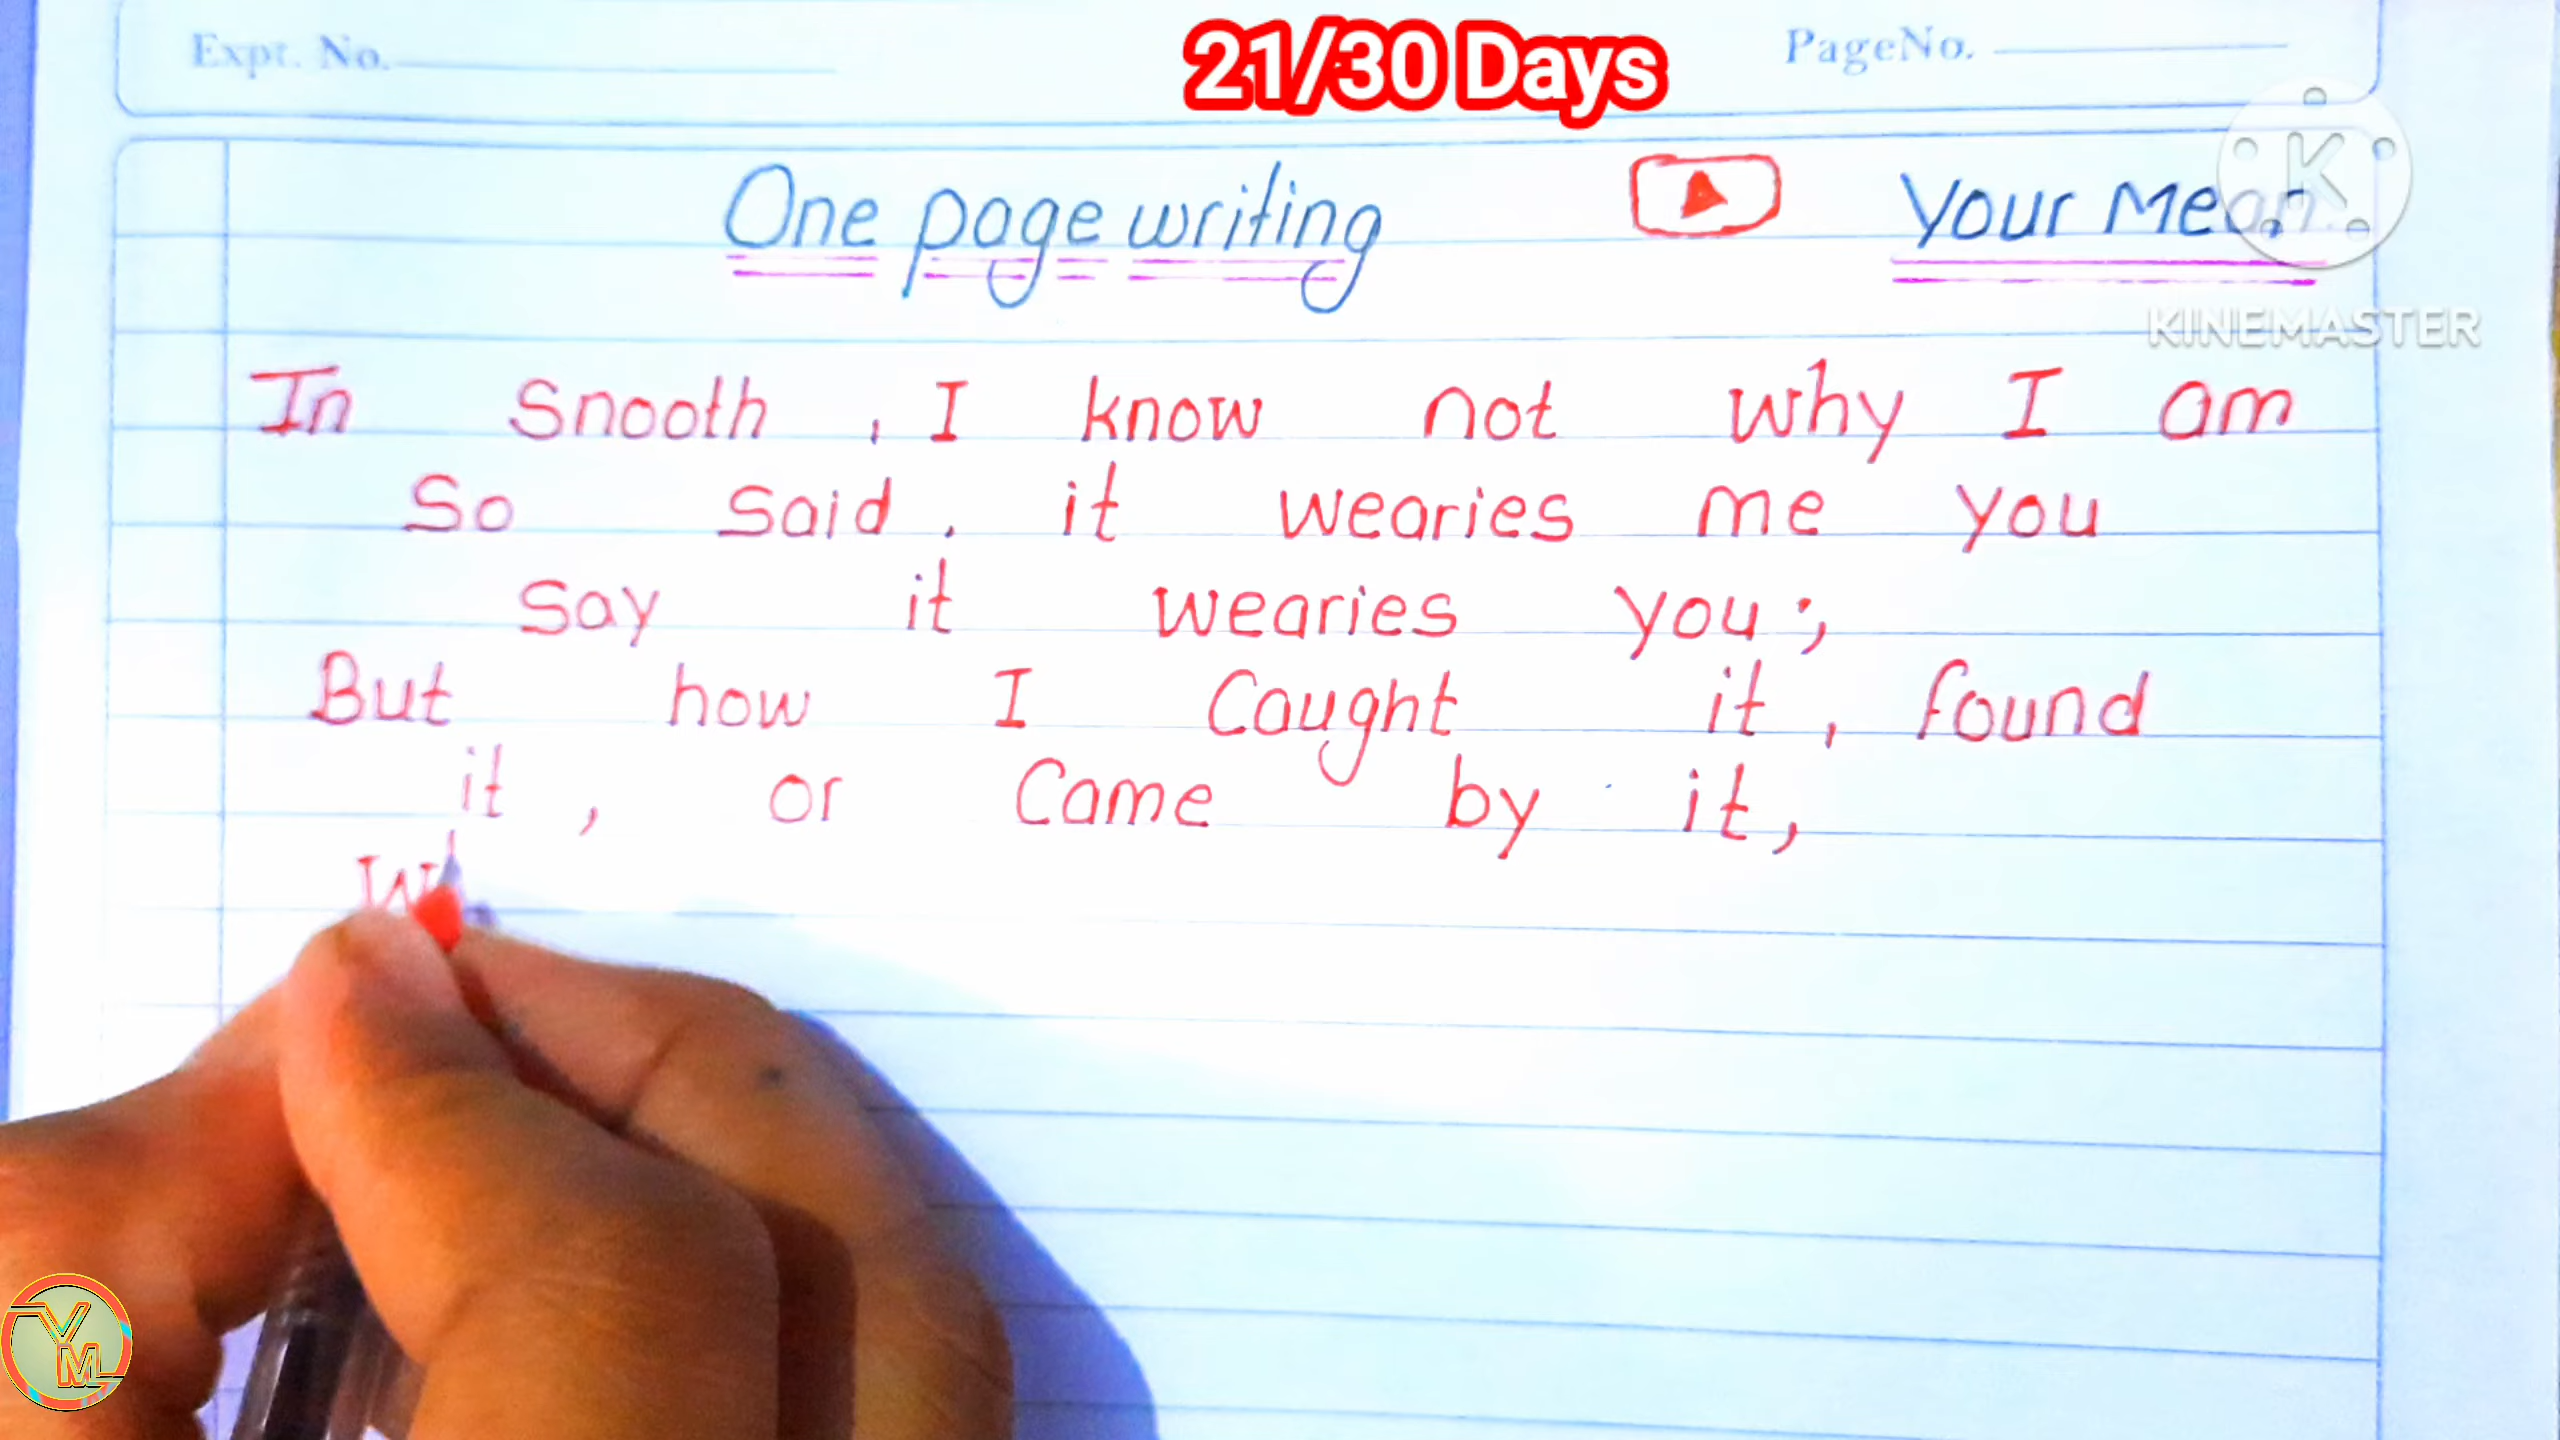 Expt. No.
21/30 Days
PageNo.
One page writing
Your Mean
KINEMASTER
In Snooth, I know not why I am
So Said. it wearies me you
Say it wearies you;
But how I Caught it, found
it, or Came by it,
YM